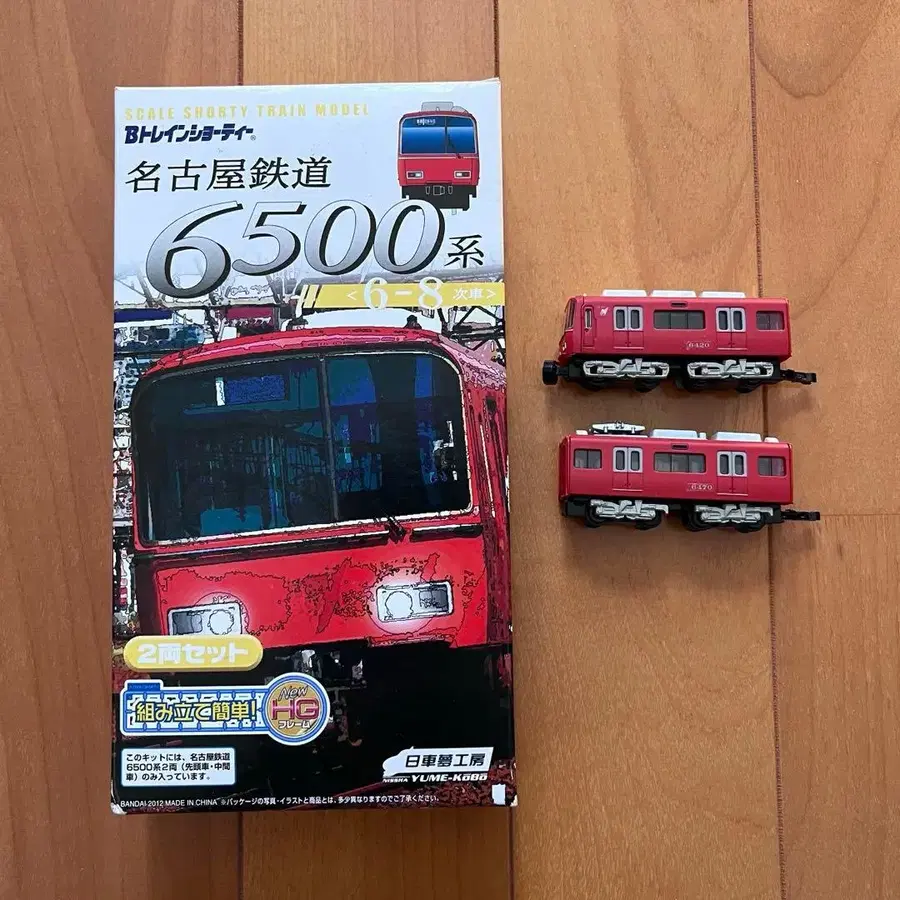 SCALE SHORTY TRAIN MODEL
Bトレインショーティー®
名古屋鉄道
6500系
<6-8次車>
2両セット
組み立て簡単!
New
HG
フレーム
このキットには、名古屋鉄道
6500系2両(先頭車・中間
車)のみ入っています。
日車夢工房
NISSHA YUME-KōBō
BANDAI 2012 MADE IN CHINA ※パッケージの写真・イラストと商品とは、多少異なりますのでご了承ください。
6420
6470